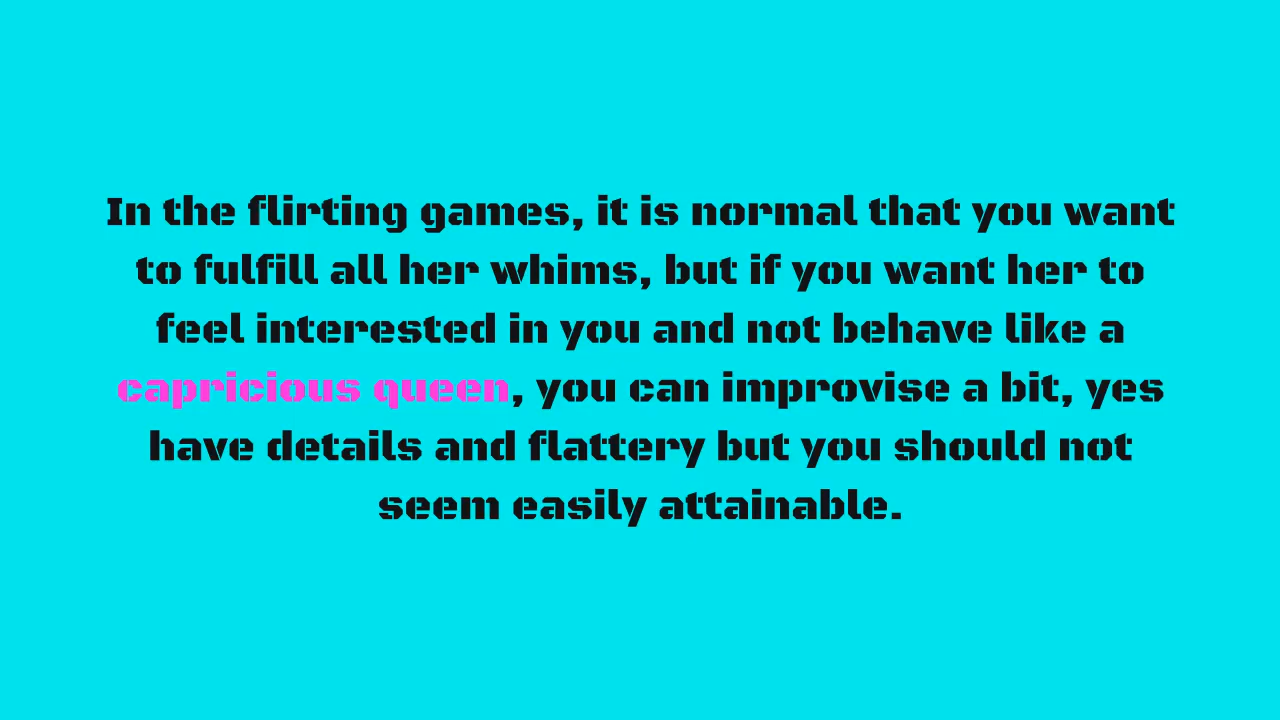 In the flirting games, it is normal that you want
to fulfill all her whims, but if you want her to
feel interested in you and not behave like a
capricious queen, you can improvise a bit, yes
have details and flattery but you should not
seem easily attainable.